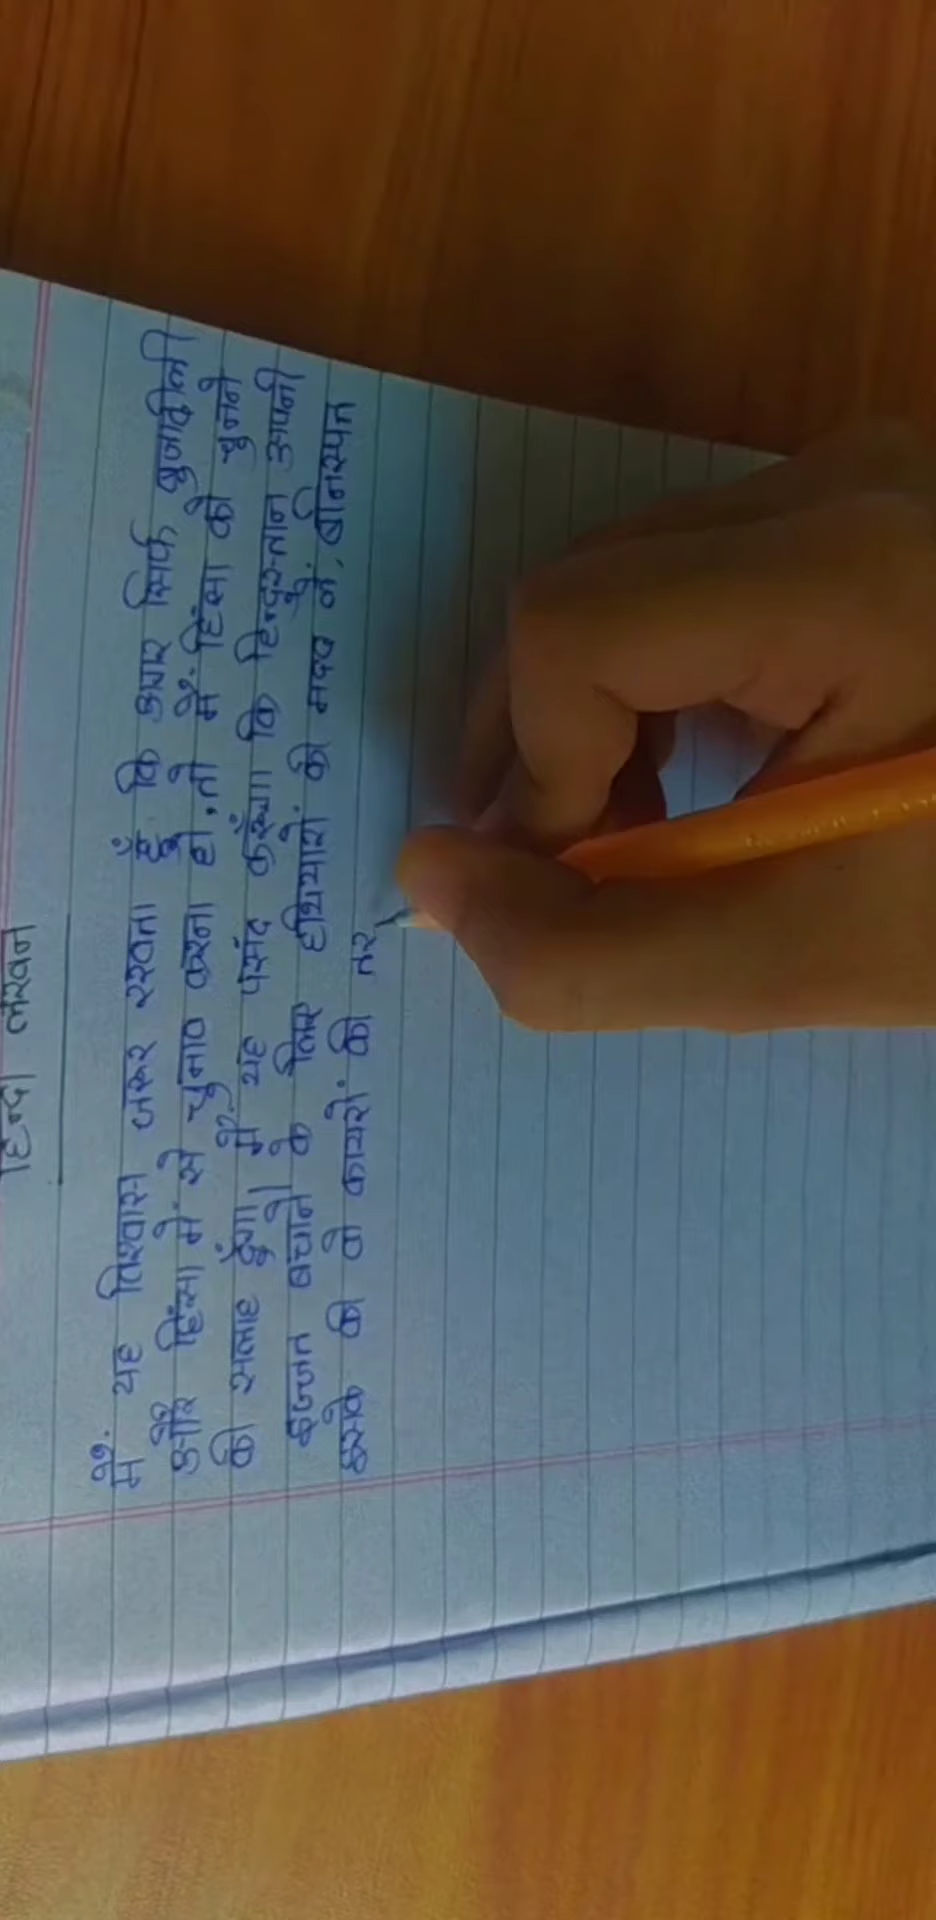 हिन्दी लेखन
मैं यह विश्वास जरूर रखता हूँ कि अगर सिर्फ बुजदिली
और हिंसा में से चुनाव करना हो, तो मैं हिंसा को चुनने
की सलाह दूंगा। मैं यह पसंद करूँगा कि हिन्दुस्तान अपनी
इज्जत बचाने के लिए हथियारों की मदद ले, बनिस्पत
इसके की वो कायरों की तर